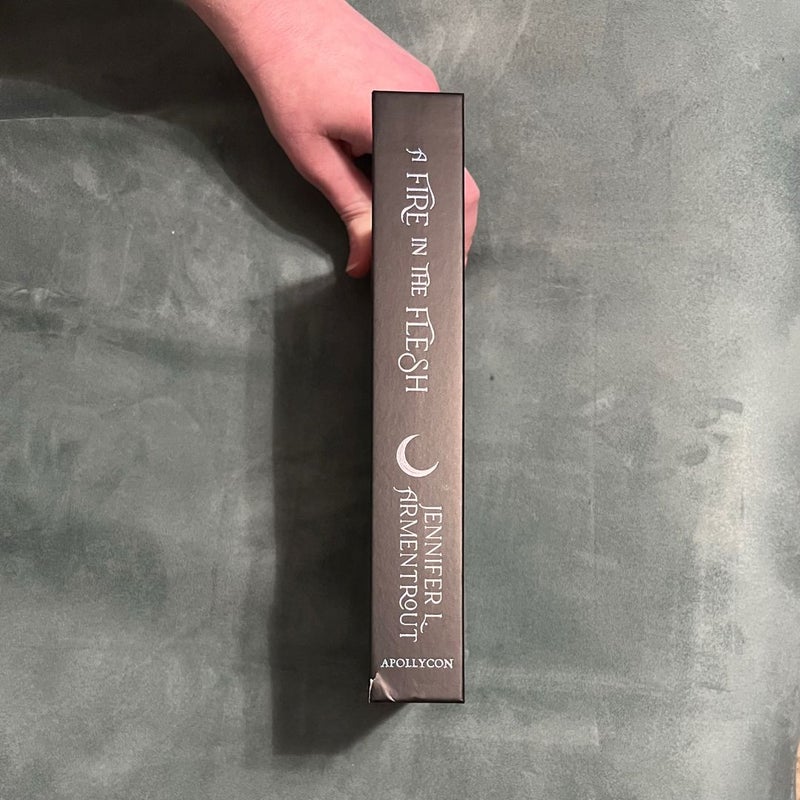 A FIRE IN THE FLESH
JENNIFER L.
ARMENTROUT
APOLLYCON